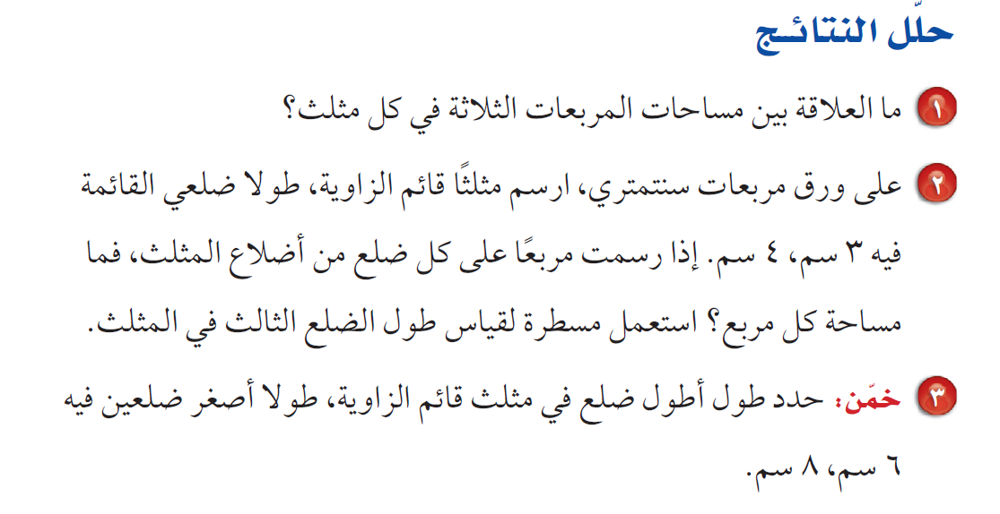 حلّل النتائج
١ ما العلاقة بين مساحات المربعات الثلاثة في كل مثلث؟
٢ على ورق مربعات سنتمتري، ارسم مثلثًا قائم الزاوية، طولا ضلعي القائمة
فيه ٣ سم، ٤ سم. إذا رسمت مربعًا على كل ضلع من أضلاع المثلث، فما
مساحة كل مربع؟ استعمل مسطرة لقياس طول الضلع الثالث في المثلث.
٣ خمّن: حدد طول أطول ضلع في مثلث قائم الزاوية، طولا أصغر ضلعين فيه
٦ سم، ٨ سم.